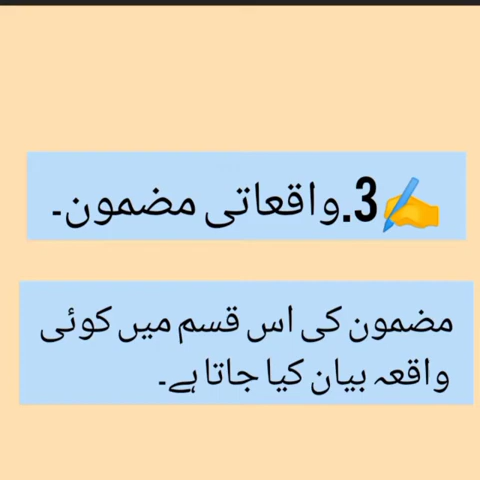 ✍️3.واقعاتی مضمون۔
مضمون کی اس قسم میں کوئی
واقعہ بیان کیا جاتا ہے۔